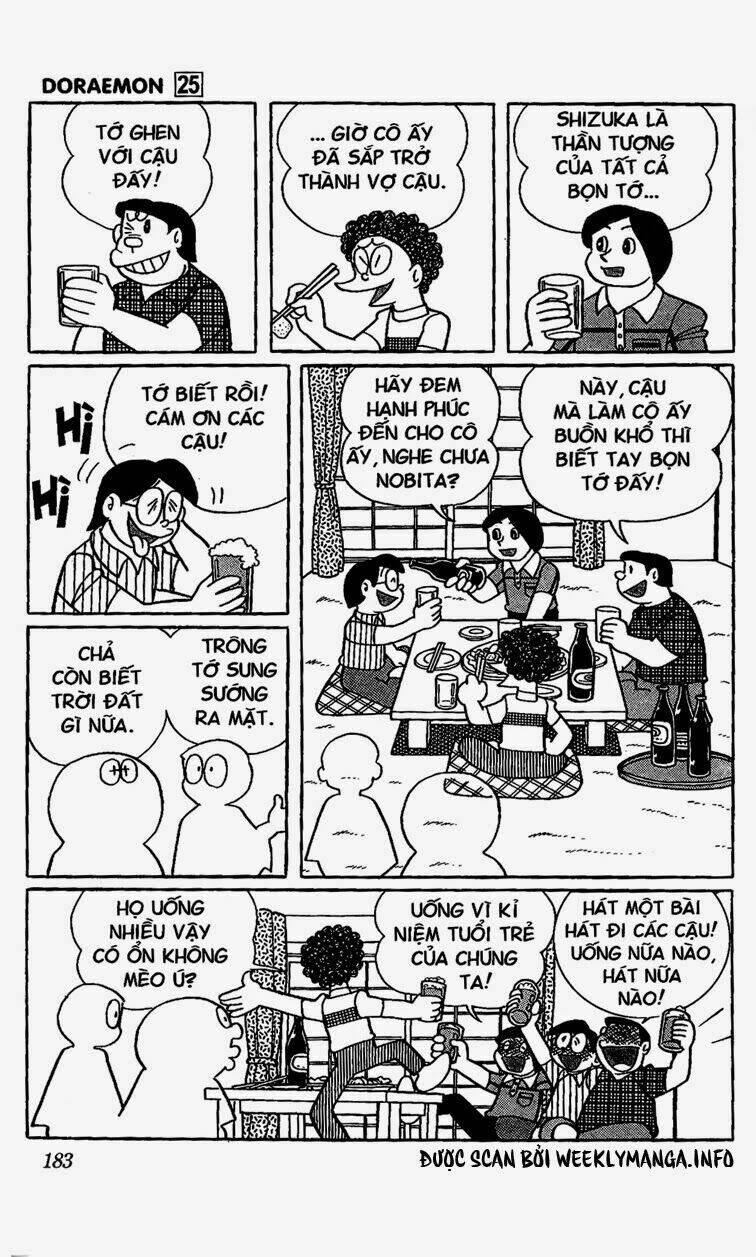 DORAEMON 25
SHIZUKA LÀ
THẦN TƯỢNG
CỦA TẤT CẢ
BỌN TỚ...
... GIỜ CÔ ẤY
ĐÃ SẮP TRỞ
THÀNH VỢ CẬU.
TỚ GHEN
VỚI CẬU
ĐẤY!
NÀY, CẬU
MÀ LÀM CÔ ẤY
BUỒN KHỔ THÌ
BIẾT TAY BỌN
TỚ ĐẤY!
HÃY ĐEM
HẠNH PHÚC
ĐẾN CHO CÔ
ẤY, NGHE CHƯA
NOBITA?
TỚ BIẾT RỒI!
CÁM ƠN CÁC
CẬU!
HÌ
HÌ
TRÔNG
TỚ SUNG
SƯỚNG
RA MẶT.
CHẢ
CÒN BIẾT
TRỜI ĐẤT
GÌ NỮA.
HÁT MỘT BÀI
HÁT ĐI CÁC CẬU!
UỐNG NỮA NÀO,
HÁT NỮA
NÀO!
UỐNG VÌ KỈ
NIỆM TUỔI TRẺ
CỦA CHÚNG
TA!
HỌ UỐNG
NHIỀU VẬY
CÓ ỔN KHÔNG
MÈO Ú?
183
ĐƯỢC SCAN BỞI WEEKLYMANGA.INFO